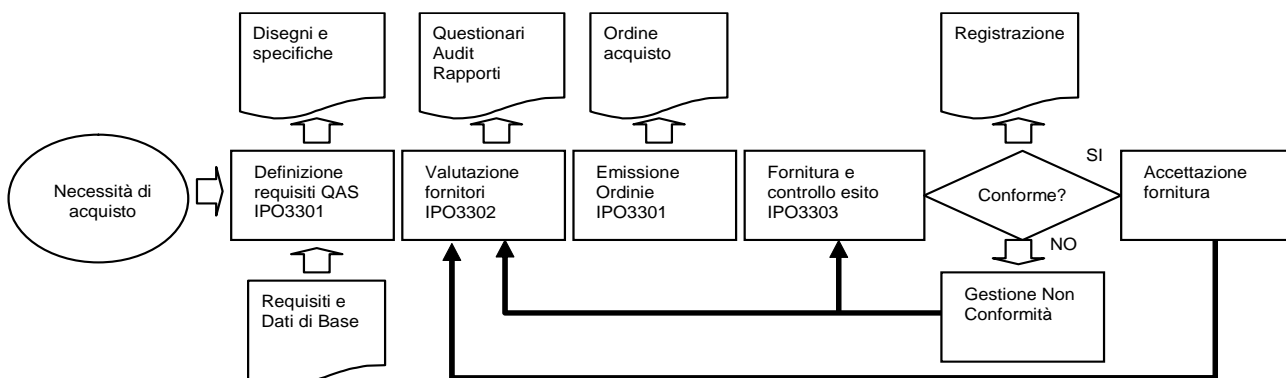 Disegni e
specifiche
Questionari
Audit
Rapporti
Ordine
acquisto
Registrazione
Necessità di
acquisto
Definizione
requisiti QAS
IPO3301
Valutazione
fornitori
IPO3302
Emissione
Ordinie
IPO3301
Fornitura e
controllo esito
IPO3303
Conforme?
SI
Accettazione
fornitura
NO
Requisiti e
Dati di Base
Gestione Non
Conformità